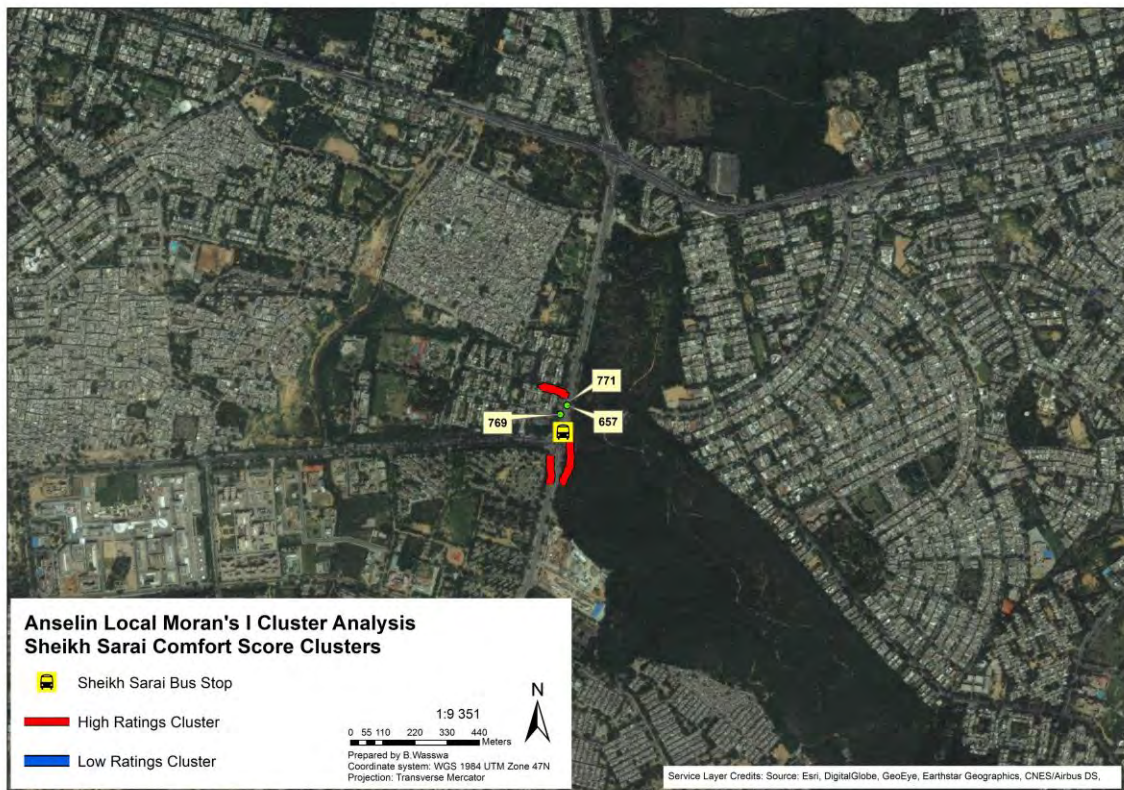 771
769
657
Anselin Local Moran's I Cluster Analysis
Sheikh Sarai Comfort Score Clusters
Sheikh Sarai Bus Stop
High Ratings Cluster
Low Ratings Cluster
N
1:9 351
0 55 110 220 330 440
Meters
Prepared by B.Wasswa
Coordinate system: WGS 1984 UTM Zone 47N
Projection: Transverse Mercator
Service Layer Credits: Source: Esri, DigitalGlobe, GeoEye, Earthstar Geographics, CNES/Airbus DS,